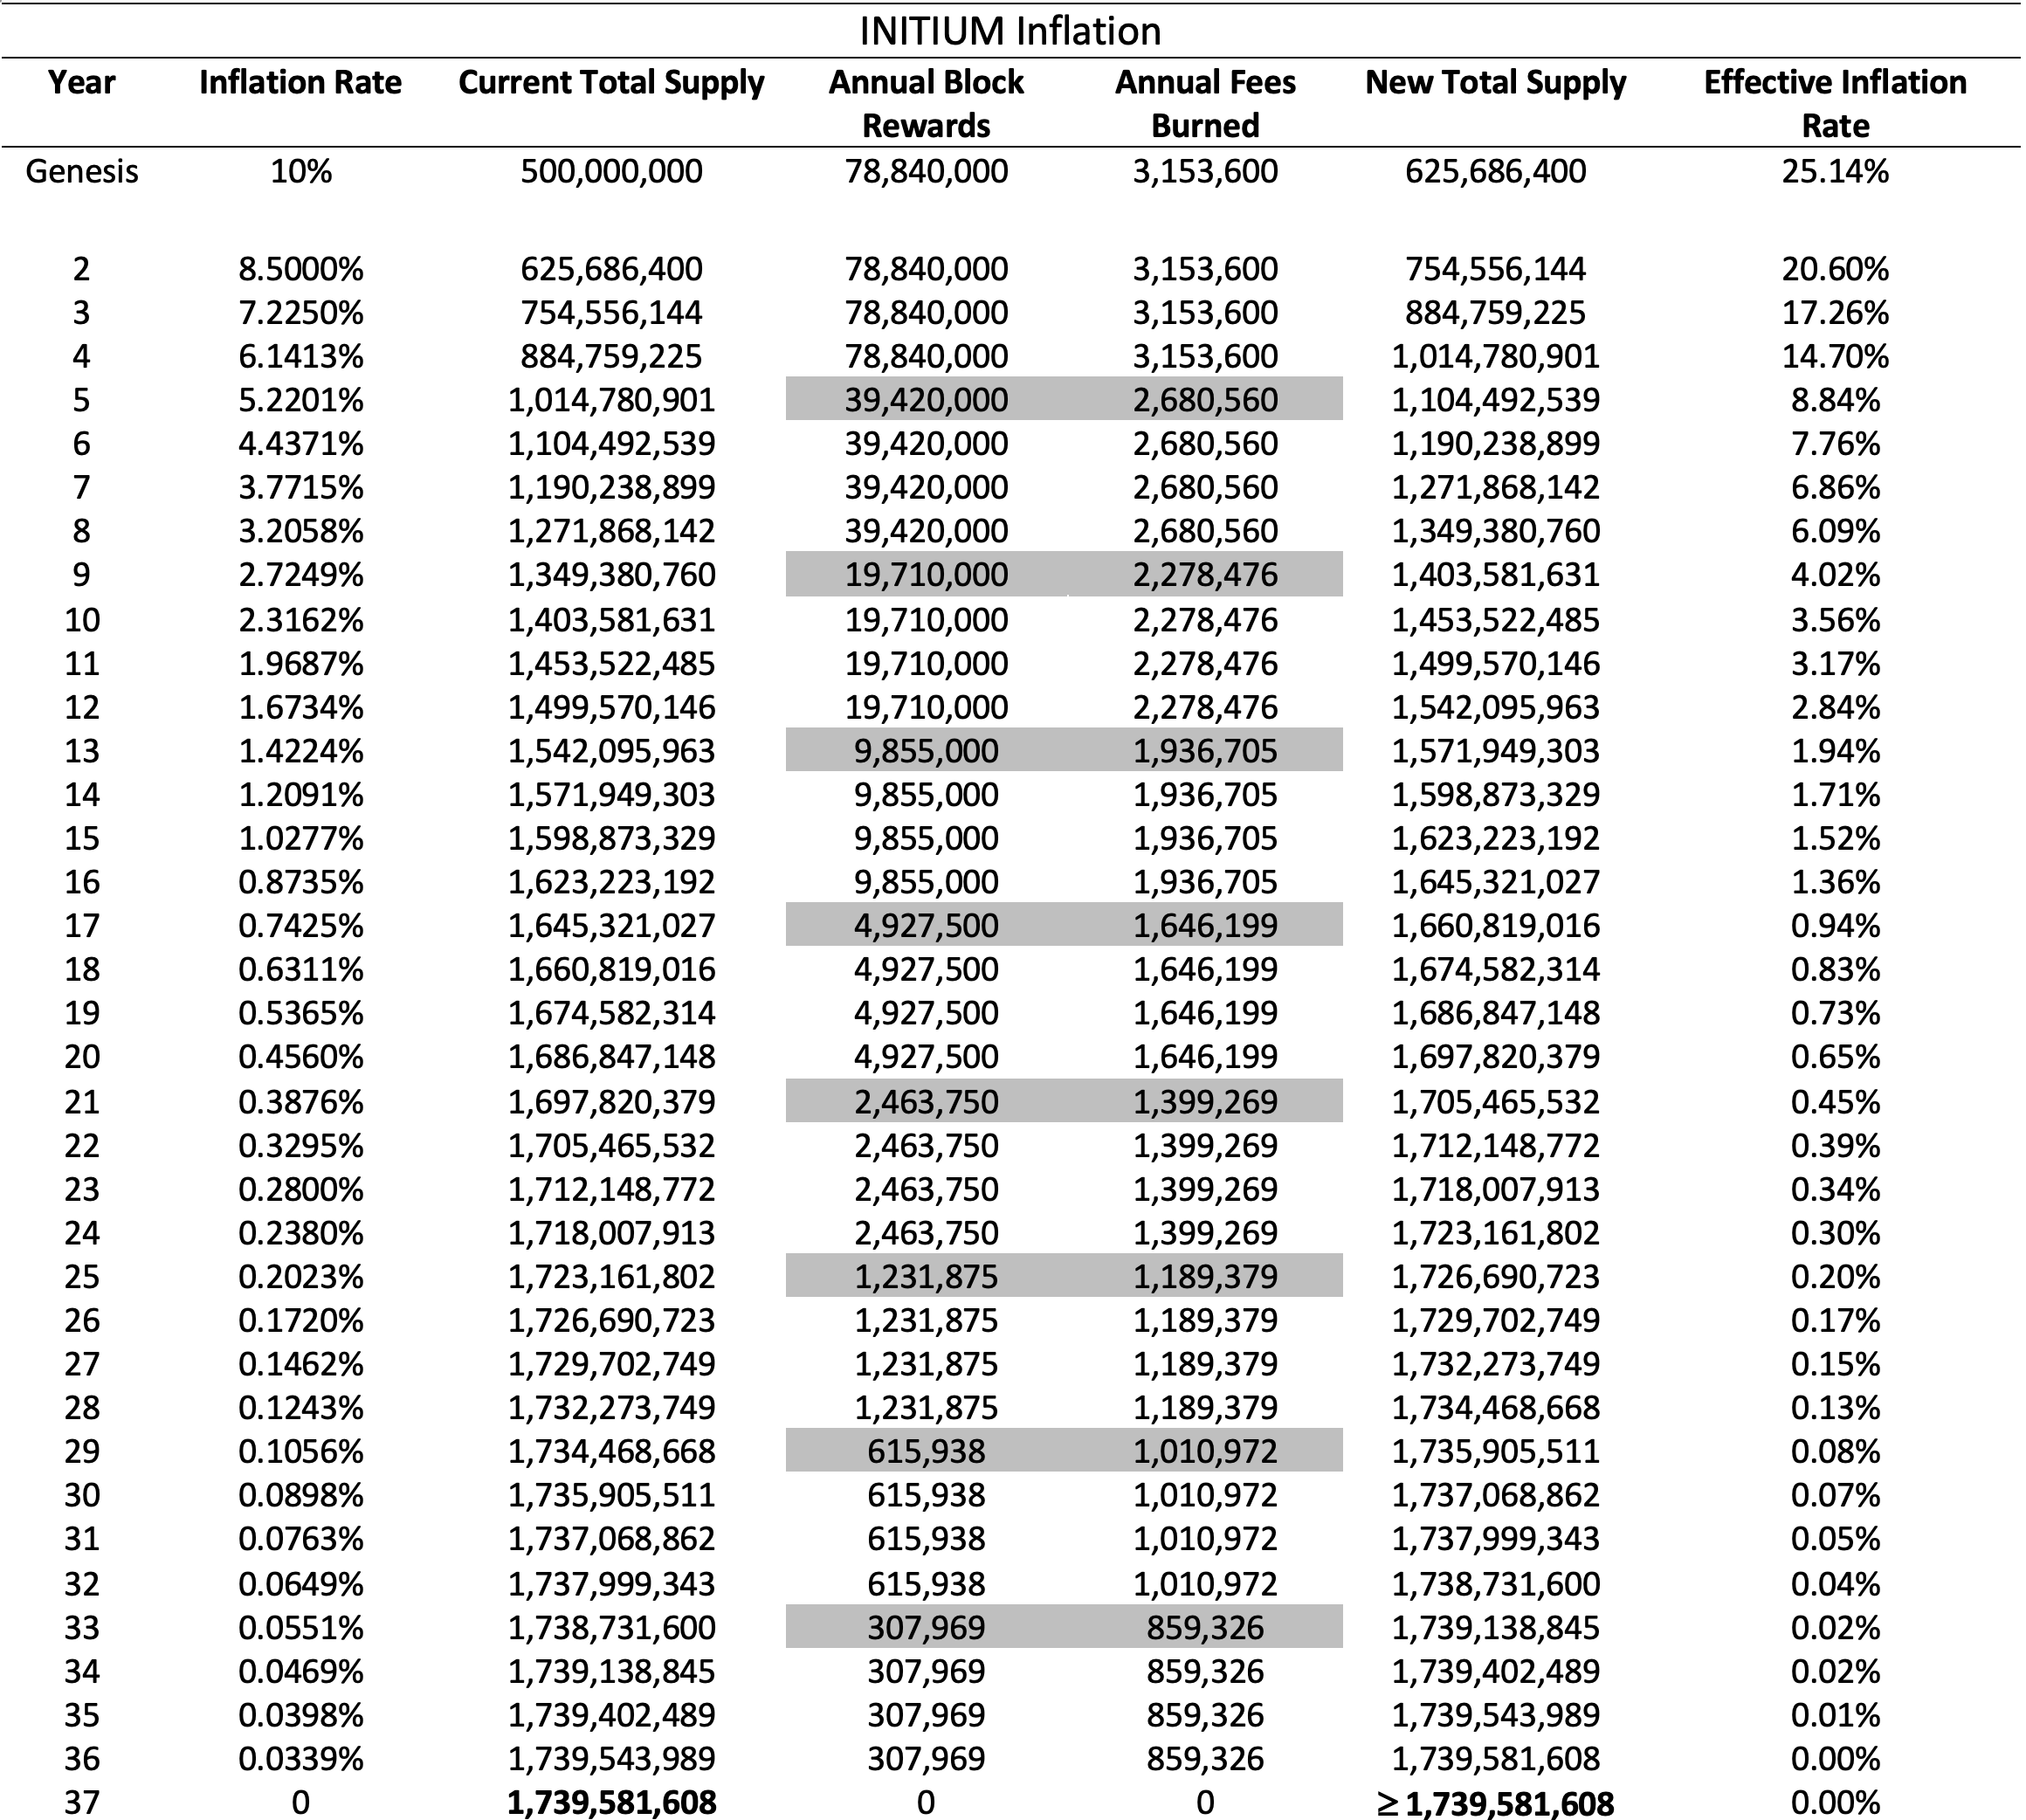 INITIUM Inflation
Year Inflation Rate Current Total Supply Annual Block Annual Fees New Total Supply Effective Inflation
Rewards Burned Rate
Genesis 10% 500,000,000 78,840,000 3,153,600 625,686,400 25.14%
2 8.5000% 625,686,400 78,840,000 3,153,600 754,556,144 20.60%
3 7.2250% 754,556,144 78,840,000 3,153,600 884,759,225 17.26%
4 6.1413% 884,759,225 78,840,000 3,153,600 1,014,780,901 14.70%
5 5.2201% 1,014,780,901 39,420,000 2,680,560 1,104,492,539 8.84%
6 4.4371% 1,104,492,539 39,420,000 2,680,560 1,190,238,899 7.76%
7 3.7715% 1,190,238,899 39,420,000 2,680,560 1,271,868,142 6.86%
8 3.2058% 1,271,868,142 39,420,000 2,680,560 1,349,380,760 6.09%
9 2.7249% 1,349,380,760 19,710,000 2,278,476 1,403,581,631 4.02%
10 2.3162% 1,403,581,631 19,710,000 2,278,476 1,453,522,485 3.56%
11 1.9687% 1,453,522,485 19,710,000 2,278,476 1,499,570,146 3.17%
12 1.6734% 1,499,570,146 19,710,000 2,278,476 1,542,095,963 2.84%
13 1.4224% 1,542,095,963 9,855,000 1,936,705 1,571,949,303 1.94%
14 1.2091% 1,571,949,303 9,855,000 1,936,705 1,598,873,329 1.71%
15 1.0277% 1,598,873,329 9,855,000 1,936,705 1,623,223,192 1.52%
16 0.8735% 1,623,223,192 9,855,000 1,936,705 1,645,321,027 1.36%
17 0.7425% 1,645,321,027 4,927,500 1,646,199 1,660,819,016 0.94%
18 0.6311% 1,660,819,016 4,927,500 1,646,199 1,674,582,314 0.83%
19 0.5365% 1,674,582,314 4,927,500 1,646,199 1,686,847,148 0.73%
20 0.4560% 1,686,847,148 4,927,500 1,646,199 1,697,820,379 0.65%
21 0.3876% 1,697,820,379 2,463,750 1,399,269 1,705,465,532 0.45%
22 0.3295% 1,705,465,532 2,463,750 1,399,269 1,712,148,772 0.39%
23 0.2800% 1,712,148,772 2,463,750 1,399,269 1,718,007,913 0.34%
24 0.2380% 1,718,007,913 2,463,750 1,399,269 1,723,161,802 0.30%
25 0.2023% 1,723,161,802 1,231,875 1,189,379 1,726,690,723 0.20%
26 0.1720% 1,726,690,723 1,231,875 1,189,379 1,729,702,749 0.17%
27 0.1462% 1,729,702,749 1,231,875 1,189,379 1,732,273,749 0.15%
28 0.1243% 1,732,273,749 1,231,875 1,189,379 1,734,468,668 0.13%
29 0.1056% 1,734,468,668 615,938 1,010,972 1,735,905,511 0.08%
30 0.0898% 1,735,905,511 615,938 1,010,972 1,737,068,862 0.07%
31 0.0763% 1,737,068,862 615,938 1,010,972 1,737,999,343 0.05%
32 0.0649% 1,737,999,343 615,938 1,010,972 1,738,731,600 0.04%
33 0.0551% 1,738,731,600 307,969 859,326 1,739,138,845 0.02%
34 0.0469% 1,739,138,845 307,969 859,326 1,739,402,489 0.02%
35 0.0398% 1,739,402,489 307,969 859,326 1,739,543,989 0.01%
36 0.0339% 1,739,543,989 307,969 859,326 1,739,581,608 0.00%
37 0 1,739,581,608 0 0 ≥ 1,739,581,608 0.00%